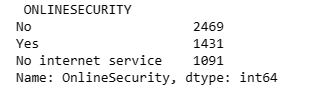 ONLINESECURITY
No 2469
Yes 1431
No internet service 1091
Name: OnlineSecurity, dtype: int64